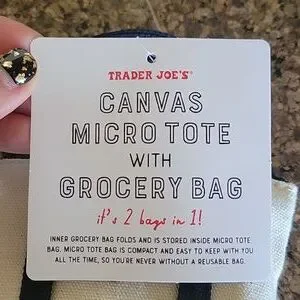 TRADER JOE'S®
CANVAS
MICRO TOTE
WITH
GROCERY BAG
it's 2 bags in 1!
INNER GROCERY BAG FOLDS AND IS STORED INSIDE MICRO TOTE
BAG. MICRO TOTE BAG IS COMPACT AND EASY TO KEEP WITH YOU
ALL THE TIME, SO YOU'RE NEVER WITHOUT A REUSABLE BAG.